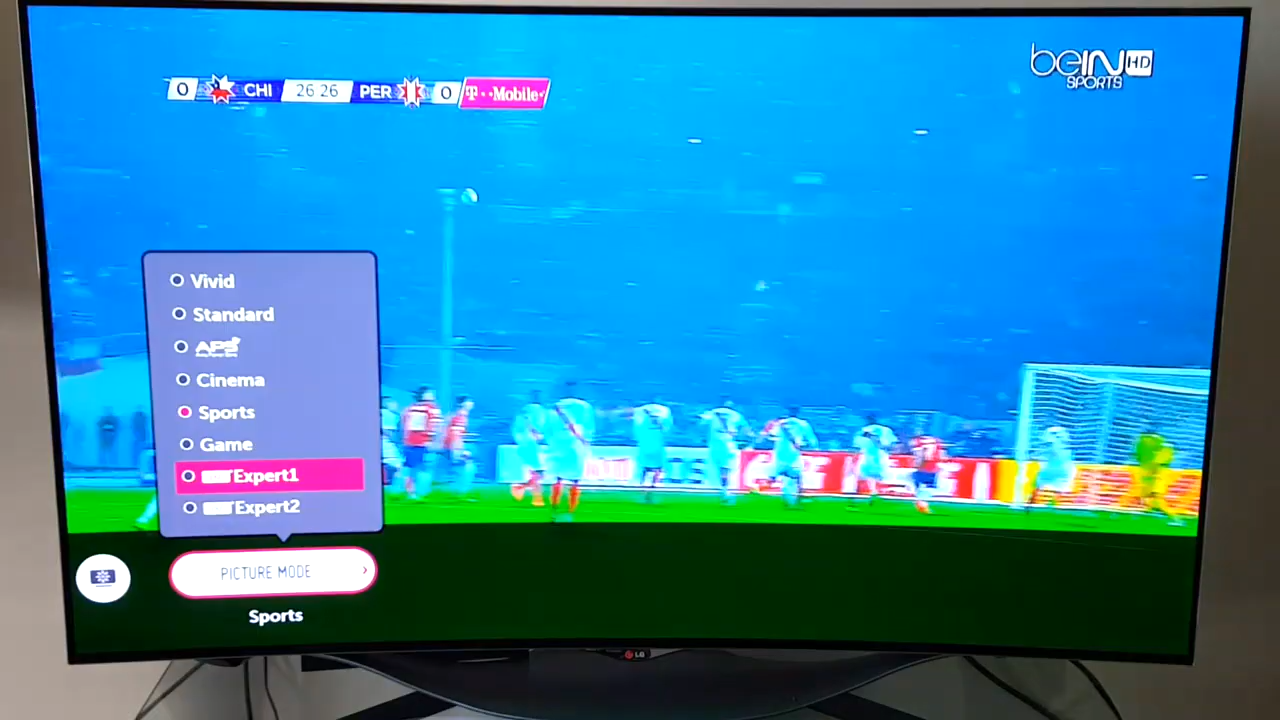 beIN HD
SPORTS
0 CHI 26:26 PER 0 T··Mobile
Vivid
Standard
APS
Cinema
Sports
Game
Expert1
Expert2
PICTURE MODE
Sports
LG